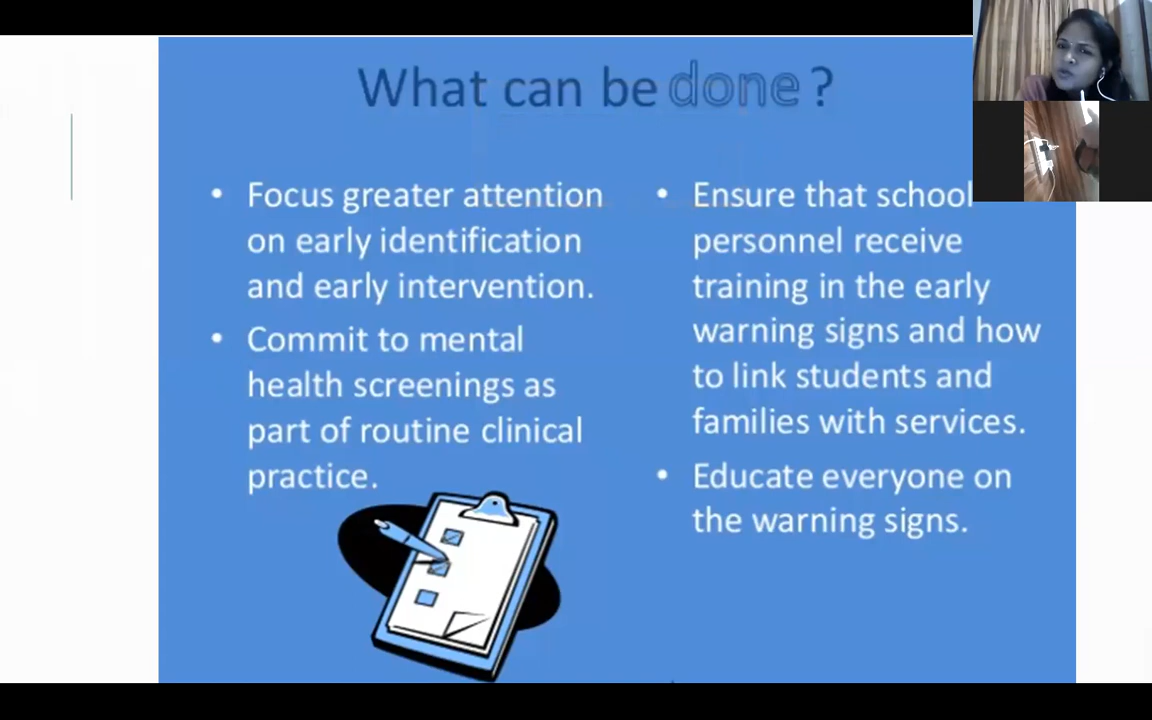 What can be done ?
• Focus greater attention
on early identification
and early intervention.
• Commit to mental
health screenings as
part of routine clinical
practice.
• Ensure that school
personnel receive
training in the early
warning signs and how
to link students and
families with services.
• Educate everyone on
the warning signs.